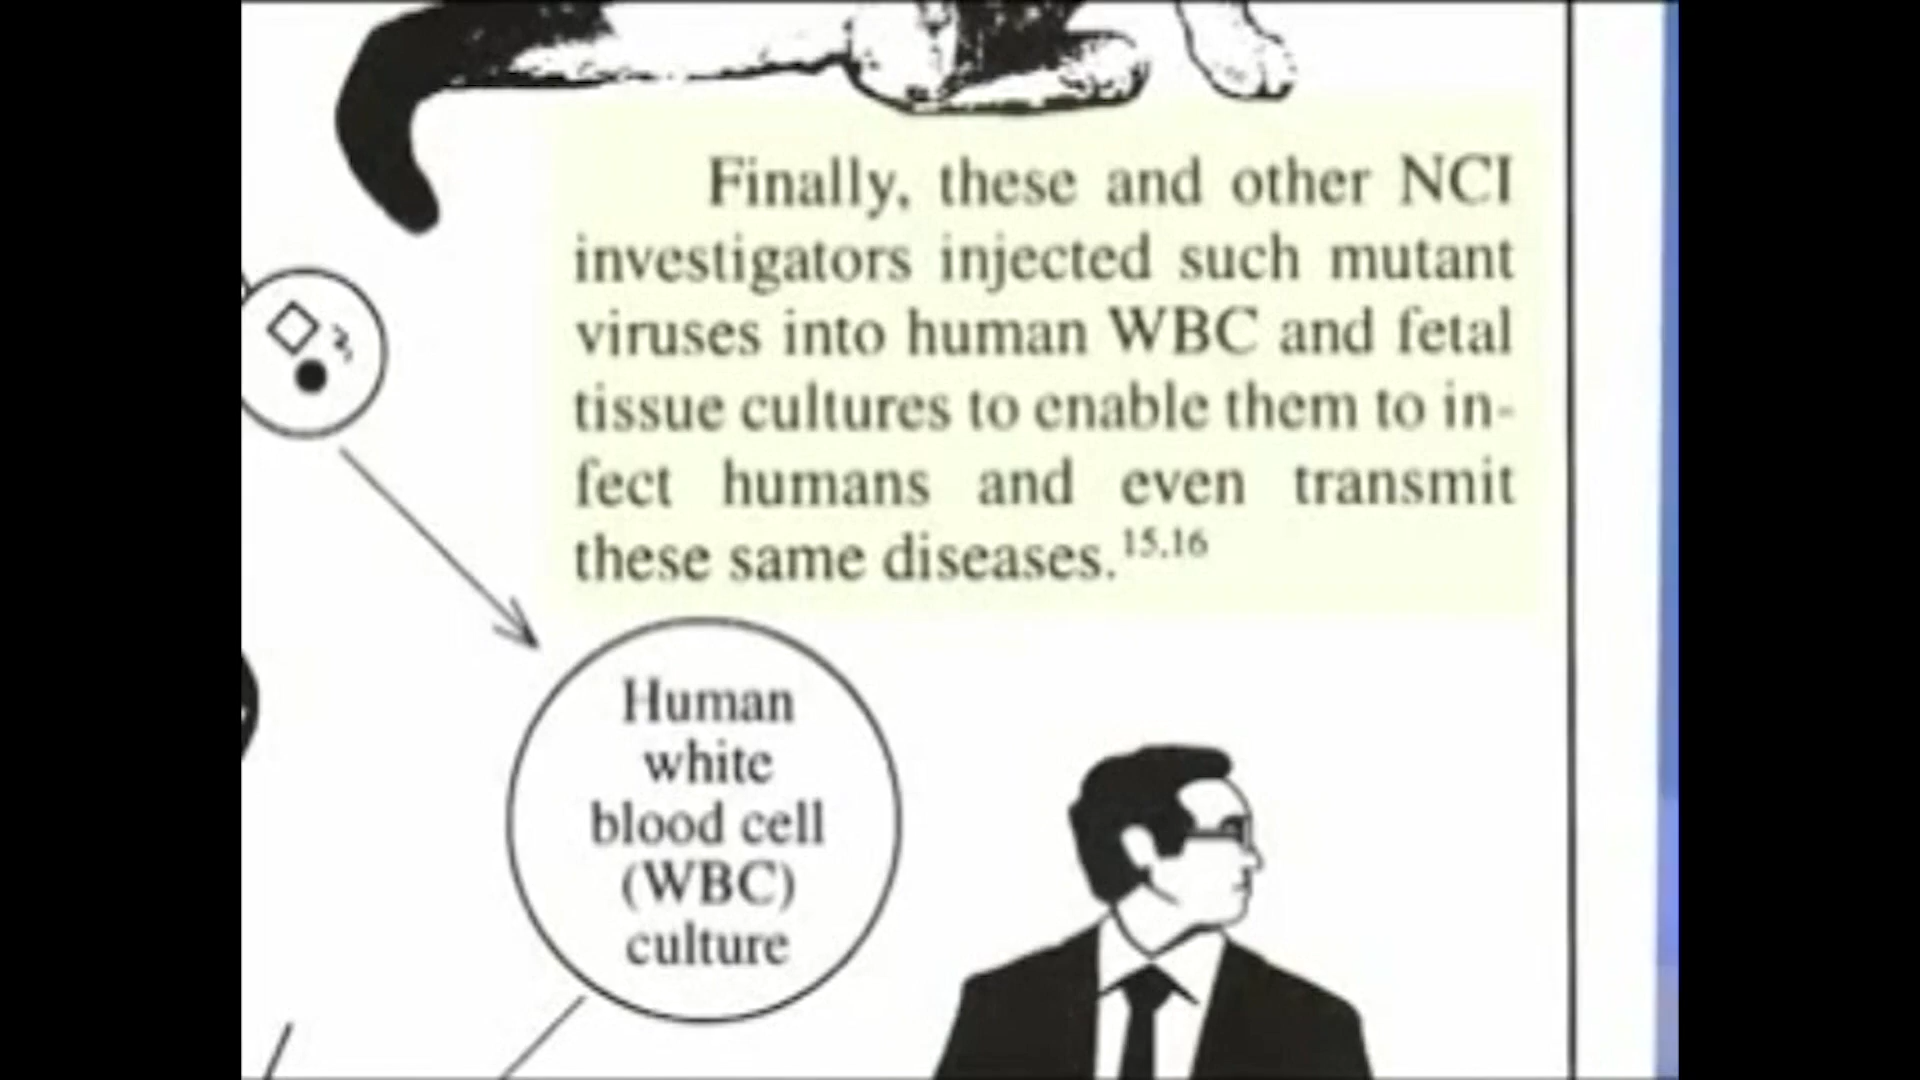 Finally, these and other NCI
investigators injected such mutant
viruses into human WBC and fetal
tissue cultures to enable them to in-
fect humans and even transmit
these same diseases.15,16
Human
white
blood cell
(WBC)
culture